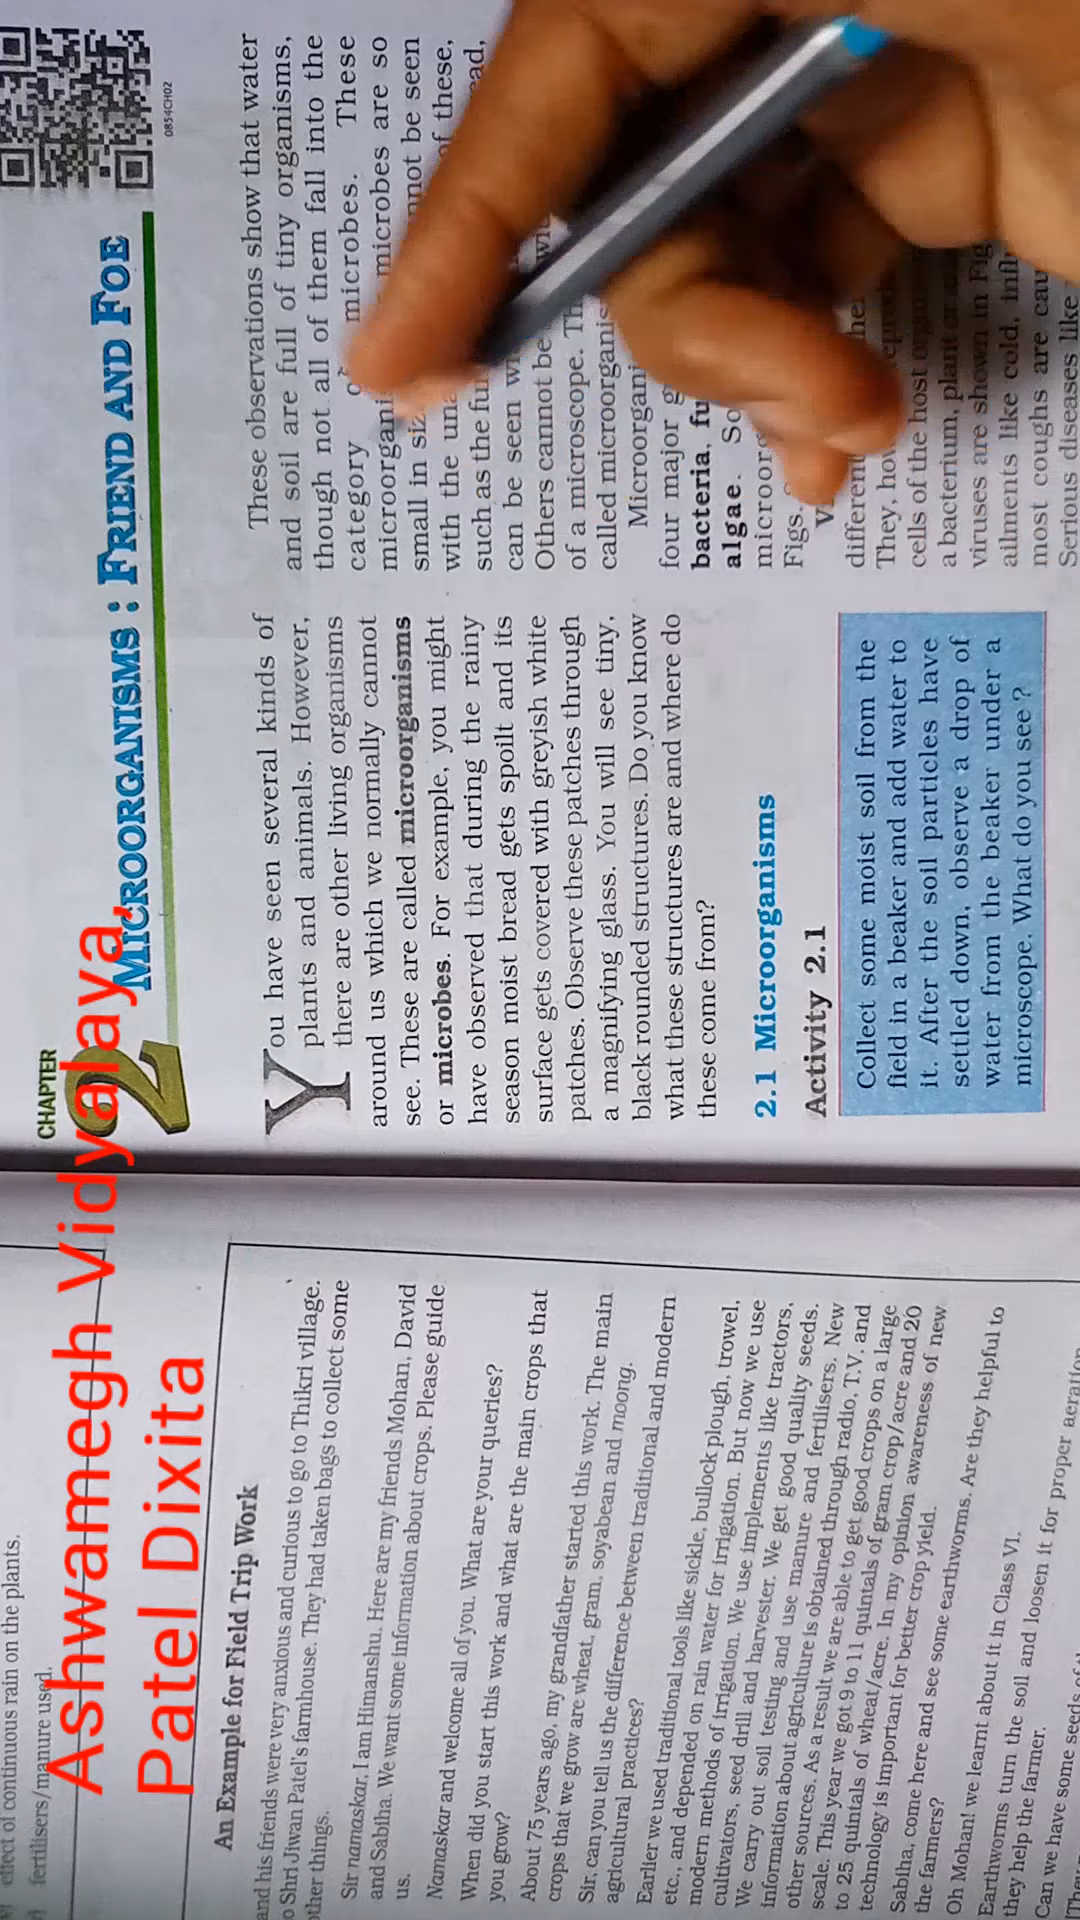 Ashwamegh Vidyalaya,
Patel Dixita
effect of continuous rain on the plants.
fertilisers/manure used.
An Example for Field Trip Work
and his friends were very anxious and curious to go to Thikri village.
Shri Jiwan Patel's farmhouse. They had taken bags to collect some
other things.
Sir namaskar, I am Himanshu. Here are my friends Mohan, David
and Sabiha. We want some information about crops. Please guide
us.
Namaskar and welcome all of you. What are your queries?
When did you start this work and what are the main crops that
you grow?
About 75 years ago, my grandfather started this work. The main
crops that we grow are wheat, gram, soyabean and moong.
Sir, can you tell us the difference between traditional and modern
agricultural practices?
Earlier we used traditional tools like sickle, bullock plough, trowel,
etc., and depended on rain water for irrigation. But now we use
modern methods of irrigation. We use implements like tractors,
cultivators, seed drill and harvester. We get good quality seeds.
We carry out soil testing and use manure and fertilisers. New
information about agriculture is obtained through radio, T.V. and
other sources. As a result we are able to get good crops on a large
scale. This year we got 9 to 11 quintals of gram crop/acre and 20
to 25 quintals of wheat/acre. In my opinion awareness of new
technology is important for better crop yield.
Sabiha, come here and see some earthworms. Are they helpful to
the farmers?
Oh Mohan! we learnt about it in Class VI.
Earthworms turn the soil and loosen it for proper aeration
they help the farmer.
Can we have some seeds of
CHAPTER
2
MICROORGANISMS : FRIEND AND FOE
0854CH02
You have seen several kinds of
plants and animals. However,
there are other living organisms
around us which we normally cannot
see. These are called microorganisms
or microbes. For example, you might
have observed that during the rainy
season moist bread gets spoilt and its
surface gets covered with greyish white
patches. Observe these patches through
a magnifying glass. You will see tiny,
black rounded structures. Do you know
what these structures are and where do
these come from?
2.1 Microorganisms
Activity 2.1
Collect some moist soil from the
field in a beaker and add water to
it. After the soil particles have
settled down, observe a drop of
water from the beaker under a
microscope. What do you see ?
These observations show that water
and soil are full of tiny organisms,
though not all of them fall into the
category of microbes. These
microbes are so
small in be seen
with the of these,
such as the
can be seen
Others cannot be
of a microscope.
called
four major
bacteria,
algae.
Figs.
They,
cells of the host
a bacterium, plant
viruses are shown in
ailments like cold,
most coughs are
Serious diseases like